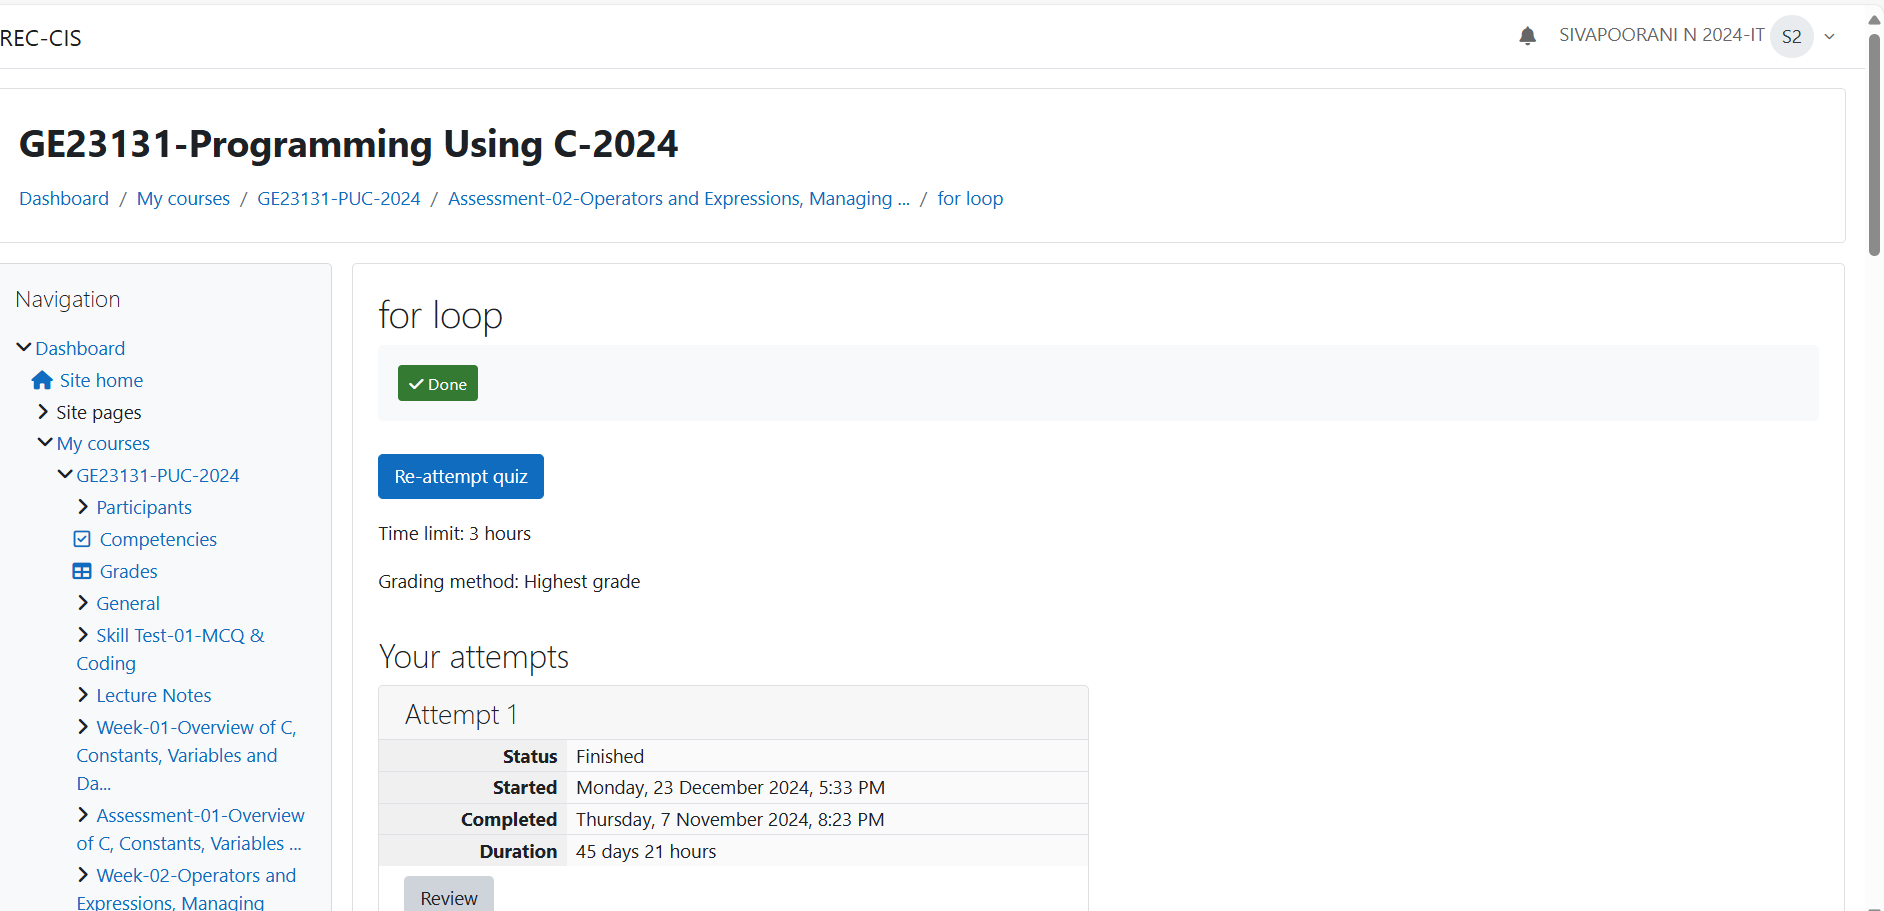 REC-CIS
SIVAPOORANI N 2024-IT S2
GE23131-Programming Using C-2024
Dashboard / My courses / GE23131-PUC-2024 / Assessment-02-Operators and Expressions, Managing ... / for loop
Navigation
Dashboard
Site home
Site pages
My courses
GE23131-PUC-2024
Participants
Competencies
Grades
General
Skill Test-01-MCQ &
Coding
Lecture Notes
Week-01-Overview of C,
Constants, Variables and
Da...
Assessment-01-Overview
of C, Constants, Variables ...
Week-02-Operators and
Expressions, Managing
for loop
Done
Re-attempt quiz
Time limit: 3 hours
Grading method: Highest grade
Your attempts
Attempt 1
Status Finished
Started Monday, 23 December 2024, 5:33 PM
Completed Thursday, 7 November 2024, 8:23 PM
Duration 45 days 21 hours
Review